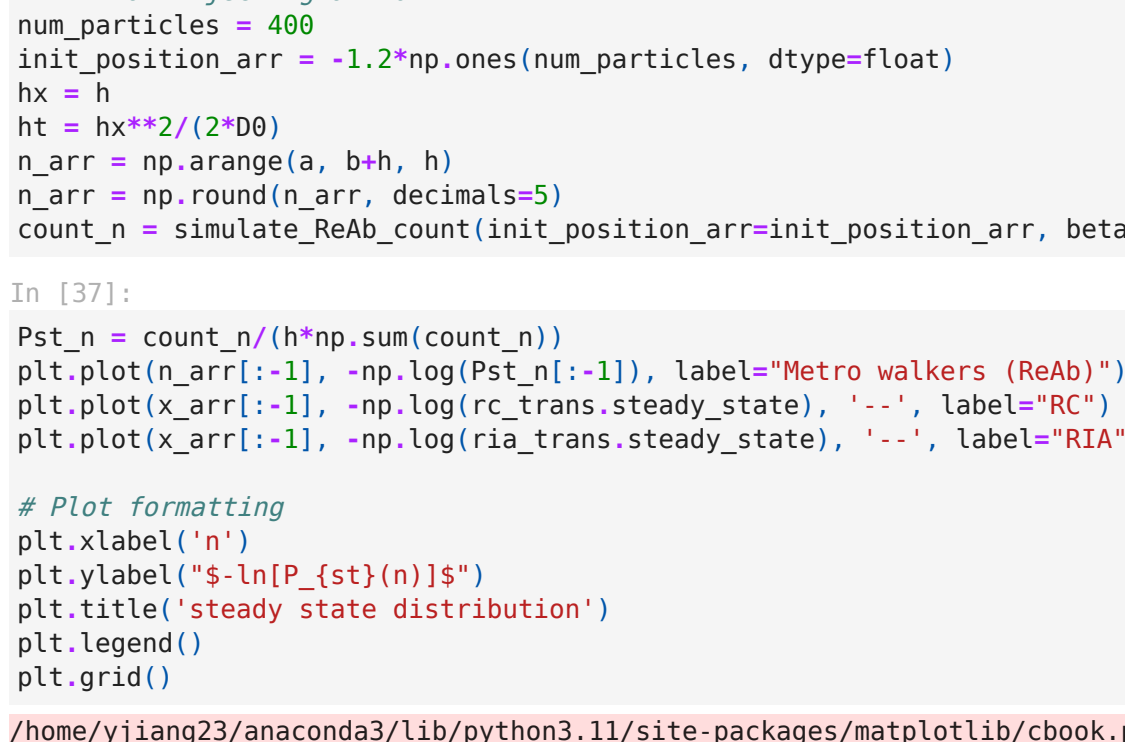 num_particles = 400
init_position_arr = -1.2*np.ones(num_particles, dtype=float)
hx = h
ht = hx**2/(2*D0)
n_arr = np.arange(a, b+h, h)
n_arr = np.round(n_arr, decimals=5)
count_n = simulate_ReAb_count(init_position_arr=init_position_arr, beta
In [37]:
Pst_n = count_n/(h*np.sum(count_n))
plt.plot(n_arr[:-1], -np.log(Pst_n[:-1]), label="Metro walkers (ReAb)")
plt.plot(x_arr[:-1], -np.log(rc_trans.steady_state), '--', label="RC")
plt.plot(x_arr[:-1], -np.log(ria_trans.steady_state), '--', label="RIA"
# Plot formatting
plt.xlabel('n')
plt.ylabel("$-ln[P_{st}(n)]$")
plt.title('steady state distribution')
plt.legend()
plt.grid()
/home/yjiang23/anaconda3/lib/python3.11/site-packages/matplotlib/cbook.p